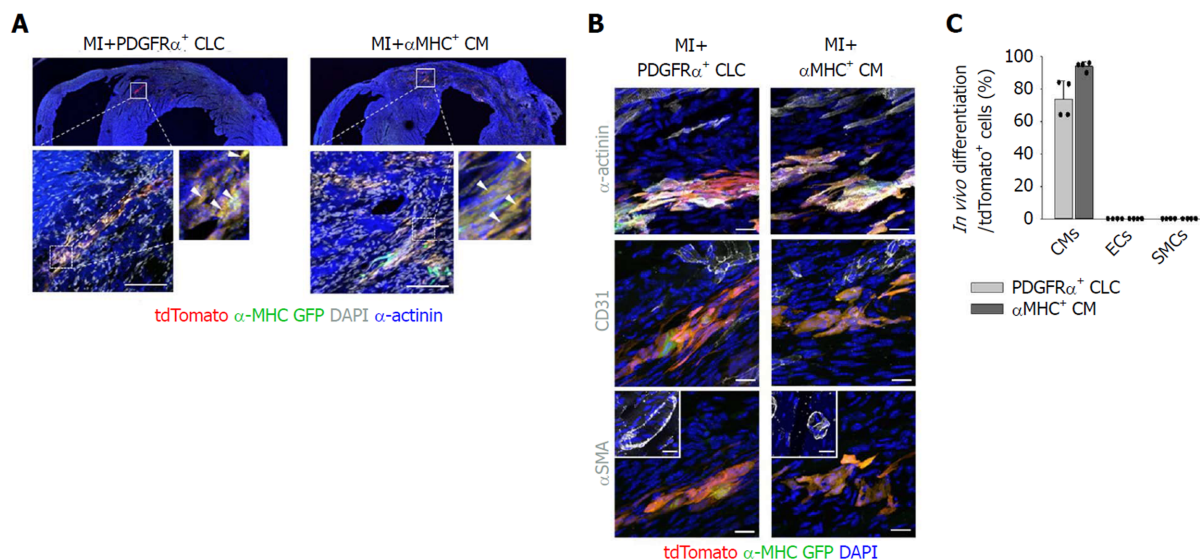 A
MI+PDGFRα⁺ CLC
MI+αMHC⁺ CM
tdTomato α-MHC GFP DAPI α-actinin
B
MI+
PDGFRα⁺ CLC
MI+
αMHC⁺ CM
α-actinin
CD31
αSMA
tdTomato α-MHC GFP DAPI
C
In vivo differentiation
/tdTomato⁺ cells (%)
100
80
60
40
20
0
CMs
ECs
SMCs
PDGFRα⁺ CLC
αMHC⁺ CM